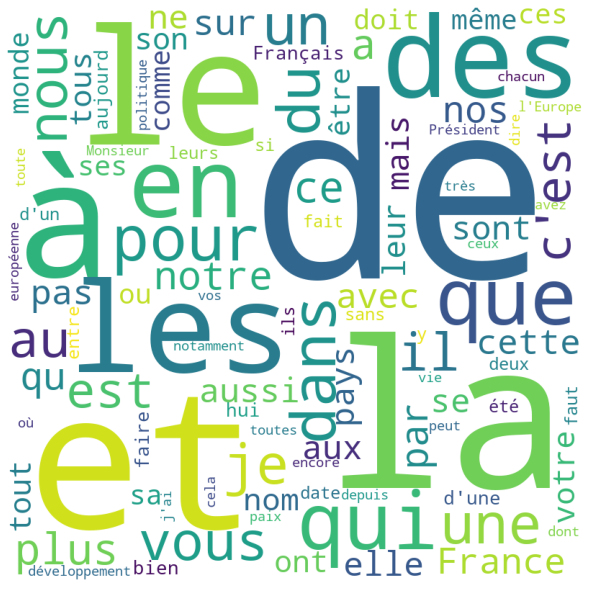 de
la
et
le
à
les
des
en
que
qui
un
du
dans
pour
une
nous
est
il
au
vous
je
plus
a
ce
c'est
notre
France
par
qu
pas
sur
se
nos
sont
mais
avec
cette
aux
ont
elle
votre
nom
sa
tout
aussi
pays
leur
être
son
ne
comme
tous
monde
ses
ou
doit
même
ces
Français
aujourd
politique
Monsieur
leurs
si
toute
d'un
européenne
entre
vos
notamment
ils
sans
fait
très
ceux
avez
dire
l'Europe
Président
chacun
y
vie
deux
été
faut
peut
dont
d'une
date
depuis
encore
toutes
hui
faire
où
j'ai
cela
paix
bien
développement